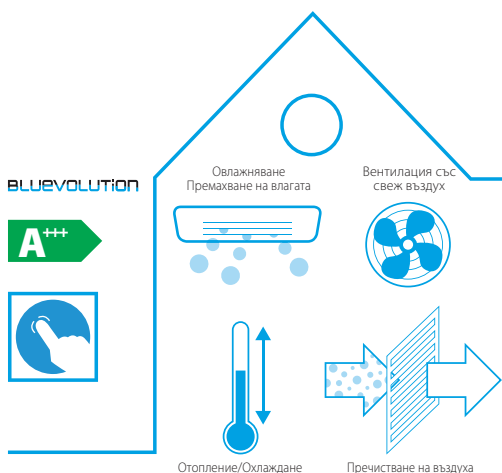 Овлажняване
Премахване на влагата
Вентилация със
свеж въздух
BLUEVOLUTION
A+++
Отопление/Охлаждане
Пречистване на въздуха